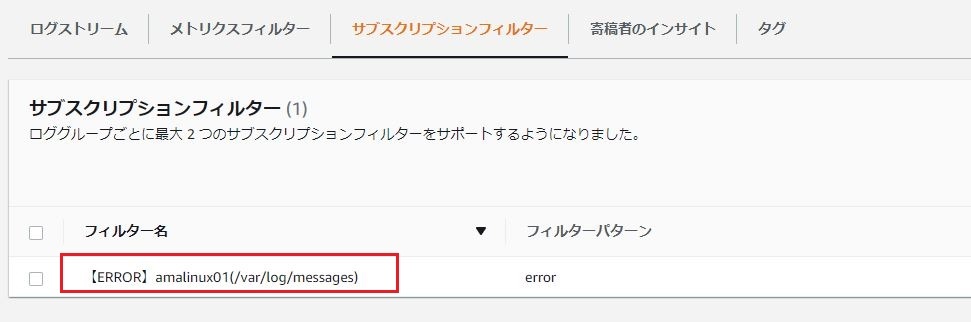 ログストリーム メトリクスフィルター サブスクリプションフィルター 寄稿者のインサイト タグ
サブスクリプションフィルター (1)
ロググループごとに最大 2 つのサブスクリプションフィルターをサポートするようになりました。
フィルター名 ▼ フィルターパターン
【ERROR】amalinux01(/var/log/messages) error